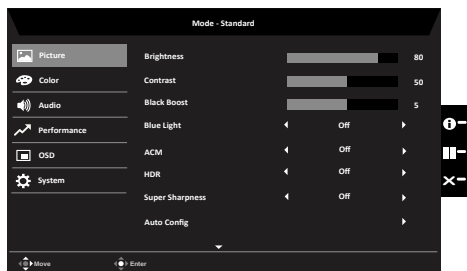 Mode - Standard
Picture
Color
Audio
Performance
OSD
System
Brightness 80
Contrast 50
Black Boost 5
Blue Light Off
ACM Off
HDR Off
Super Sharpness Off
Auto Config
Move Enter